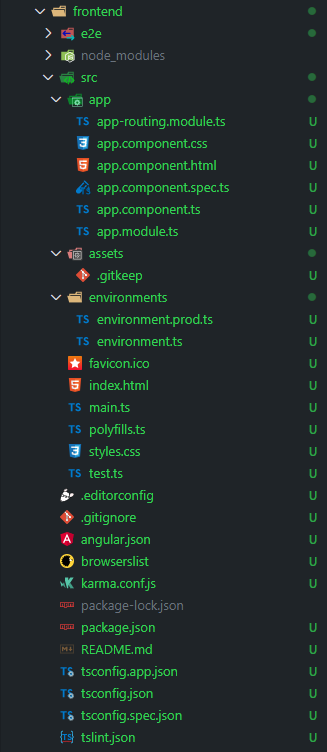 frontend
e2e
node_modules
src
app
app-routing.module.ts U
app.component.css U
app.component.html U
app.component.spec.ts U
app.component.ts U
app.module.ts U
assets
.gitkeep U
environments
environment.prod.ts U
environment.ts U
favicon.ico U
index.html U
main.ts U
polyfills.ts U
styles.css U
test.ts U
.editorconfig U
.gitignore U
angular.json U
browserslist U
karma.conf.js U
package-lock.json
package.json U
README.md U
tsconfig.app.json U
tsconfig.json U
tsconfig.spec.json U
tslint.json U